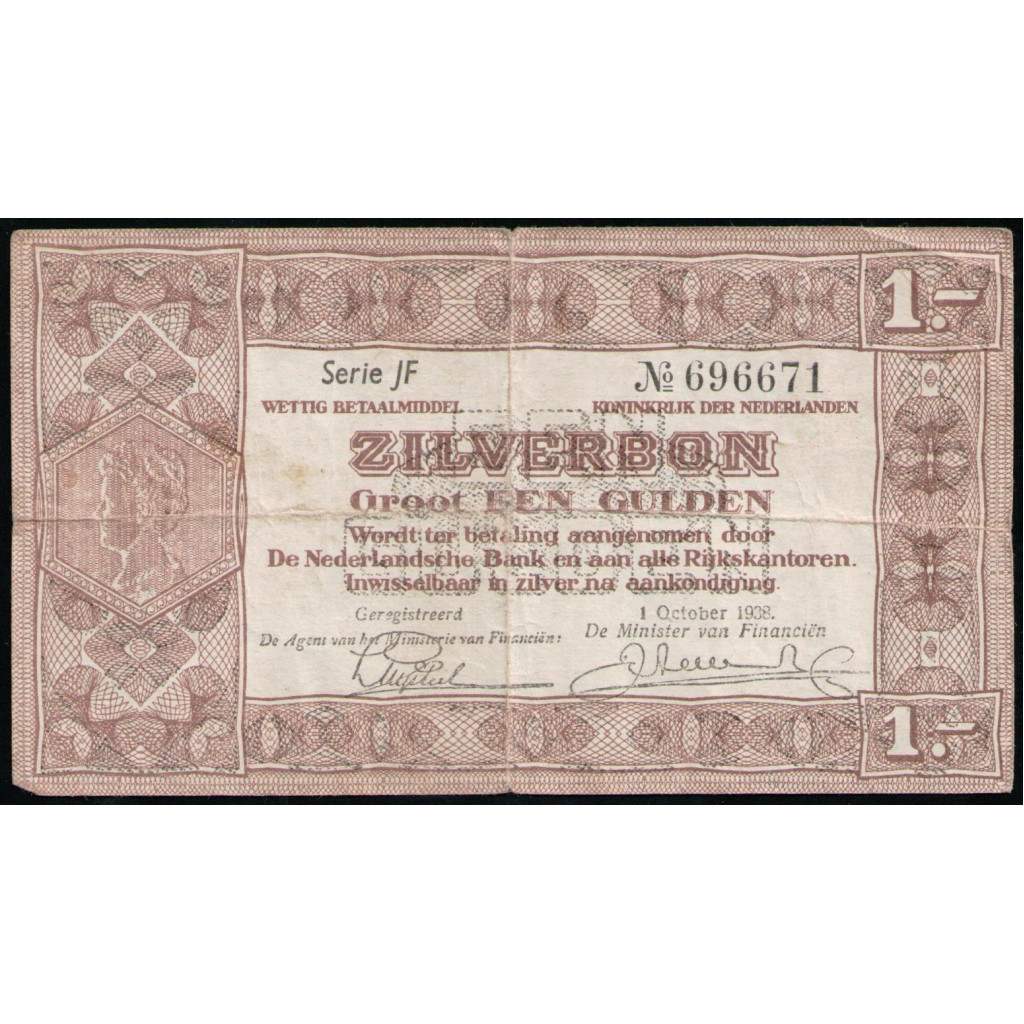 1.-
Serie JF № 696671
WETTIG BETAALMIDDEL KONINKRIJK DER NEDERLANDEN
ZILVERBON
Groot EEN GULDEN
Wordt ter betaling aangenomen door
De Nederlandsche Bank en aan alle Rijkskantoren.
Inwisselbaar in zilver na aankondiging.
Geregistreerd 1 October 1938.
De Agent van het Ministerie van Financiën: De Minister van Financiën
1.-